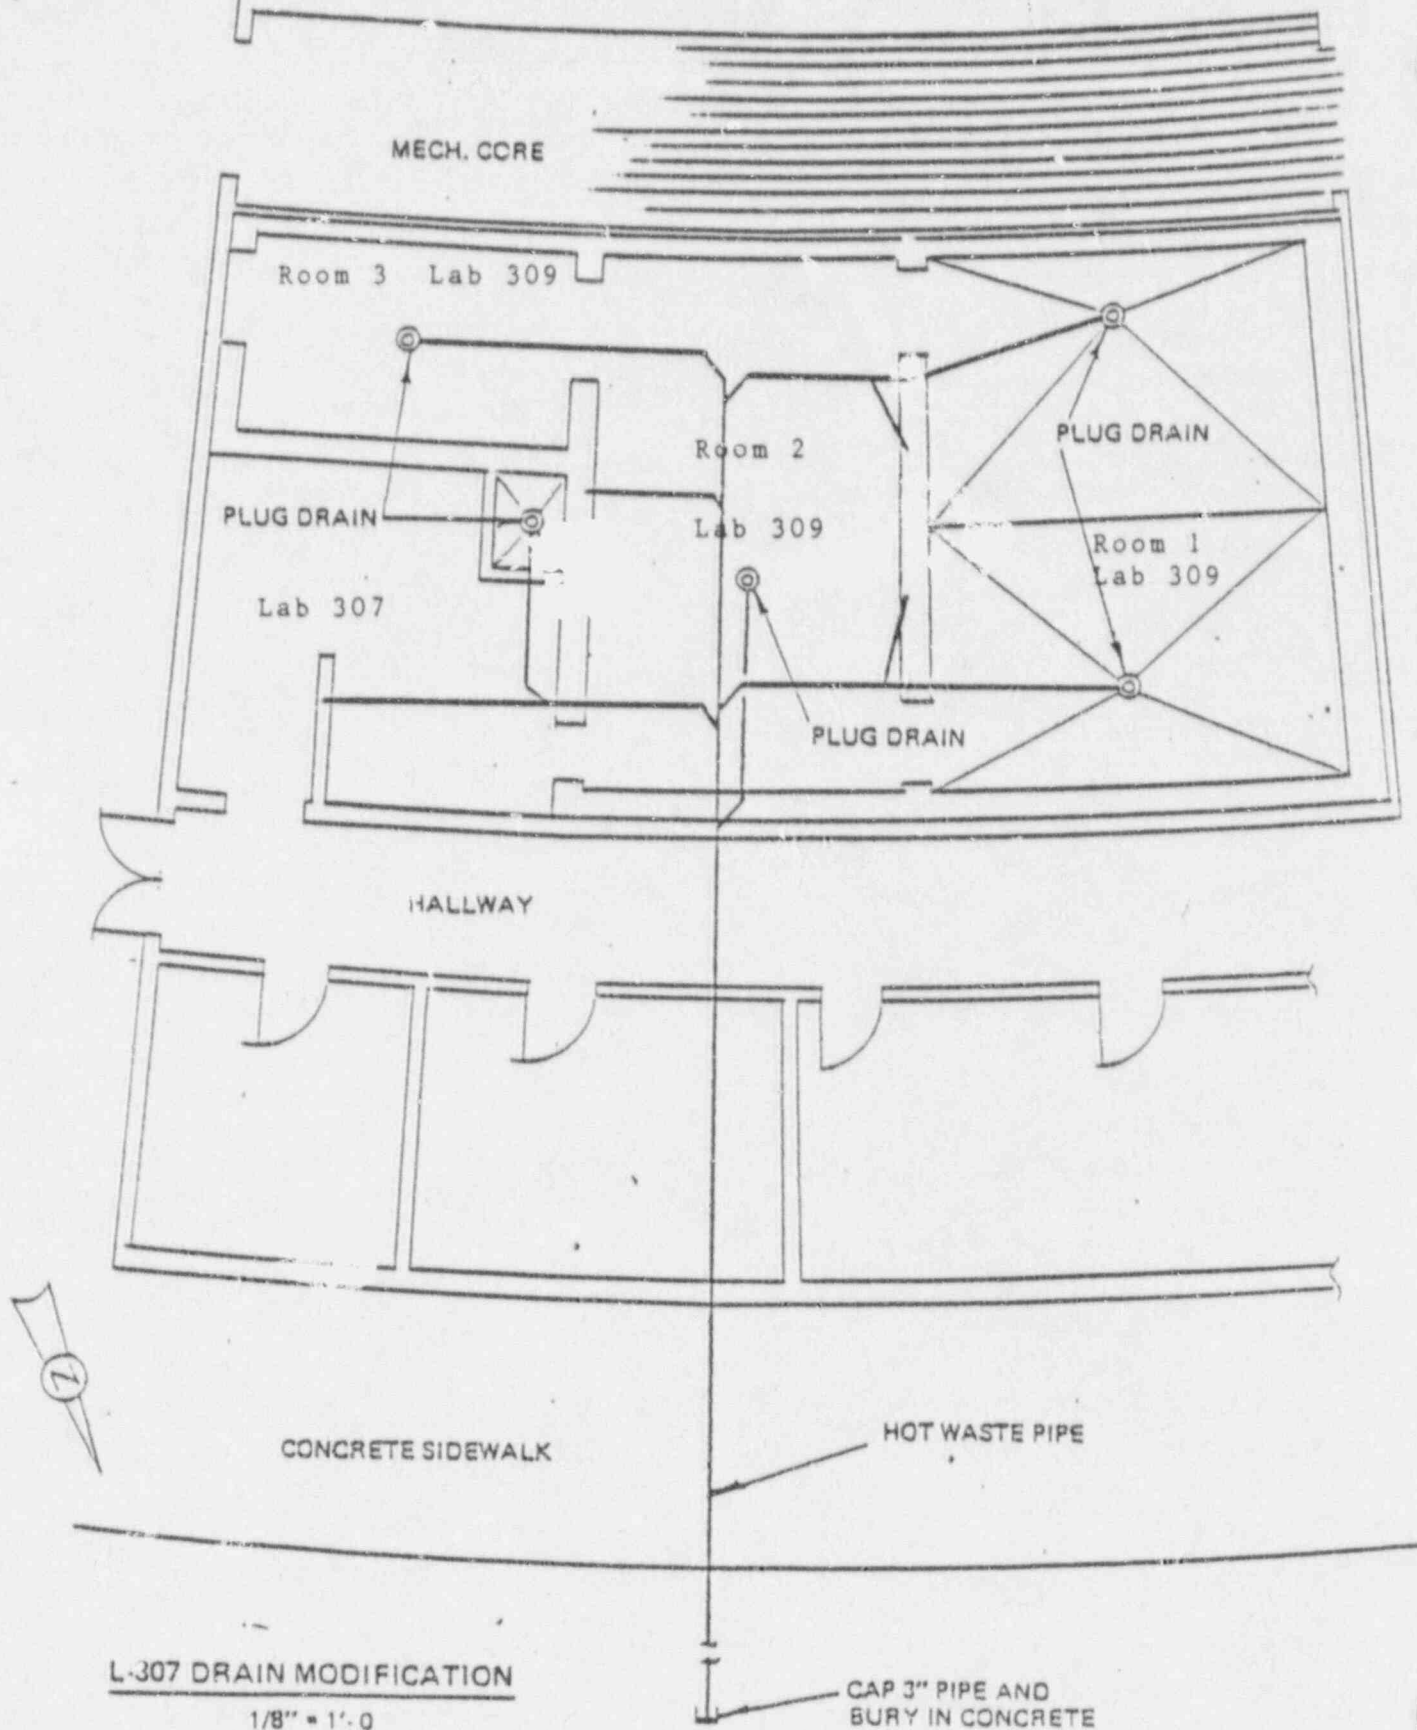 MECH. CORE
Room 3 Lab 309
PLUG DRAIN
Room 2
PLUG DRAIN
Lab 309
Room 1
Lab 309
Lab 307
PLUG DRAIN
HALLWAY
N
HOT WASTE PIPE
CONCRETE SIDEWALK
L-307 DRAIN MODIFICATION
1/8" = 1'-0
CAP 3" PIPE AND
BURY IN CONCRETE